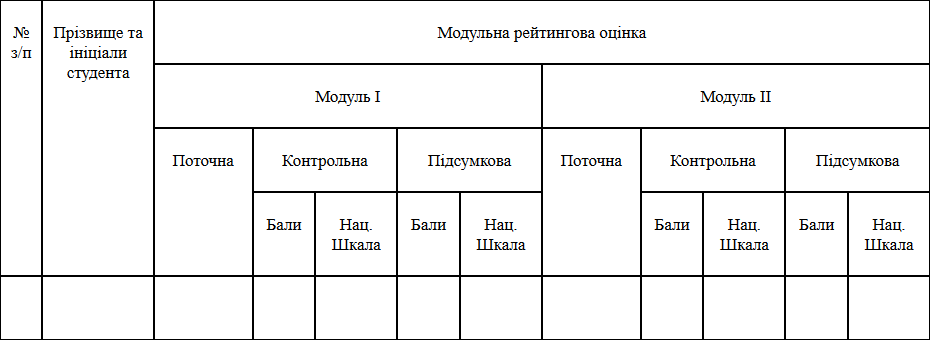 №
з/п
Прізвище та
ініціали
студента
Модульна рейтингова оцінка
Модуль І
Модуль ІІ
Поточна
Контрольна
Підсумкова
Поточна
Контрольна
Підсумкова
Бали
Нац.
Шкала
Бали
Нац.
Шкала
Бали
Нац.
Шкала
Бали
Нац.
Шкала